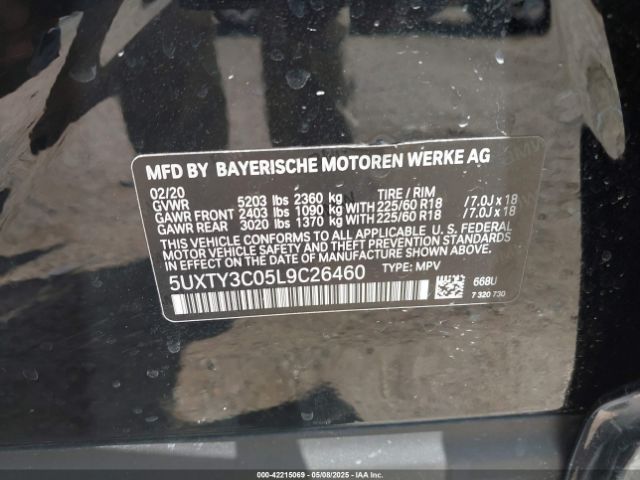 MFD BY BAYERISCHE MOTOREN WERKE AG
02/20
GVWR 5203 lbs 2360 kg TIRE / RIM
GAWR FRONT 2403 lbs 1090 kg WITH 225/60 R18 /7.0J x 18
GAWR REAR 3020 lbs 1370 kg WITH 225/60 R18 /7.0J x 18
THIS VEHICLE CONFORMS TO ALL APPLICABLE U. S. FEDERAL
MOTOR VEHICLE SAFETY, BUMPER, AND THEFT PREVENTION STANDARDS
IN EFFECT ON THE DATE OF MANUFACTURE SHOWN ABOVE.
5UXTY3C05L9C26460 TYPE: MPV
668U
7 320 730
000-42215069 - 05/08/2025 - IAAI.COM